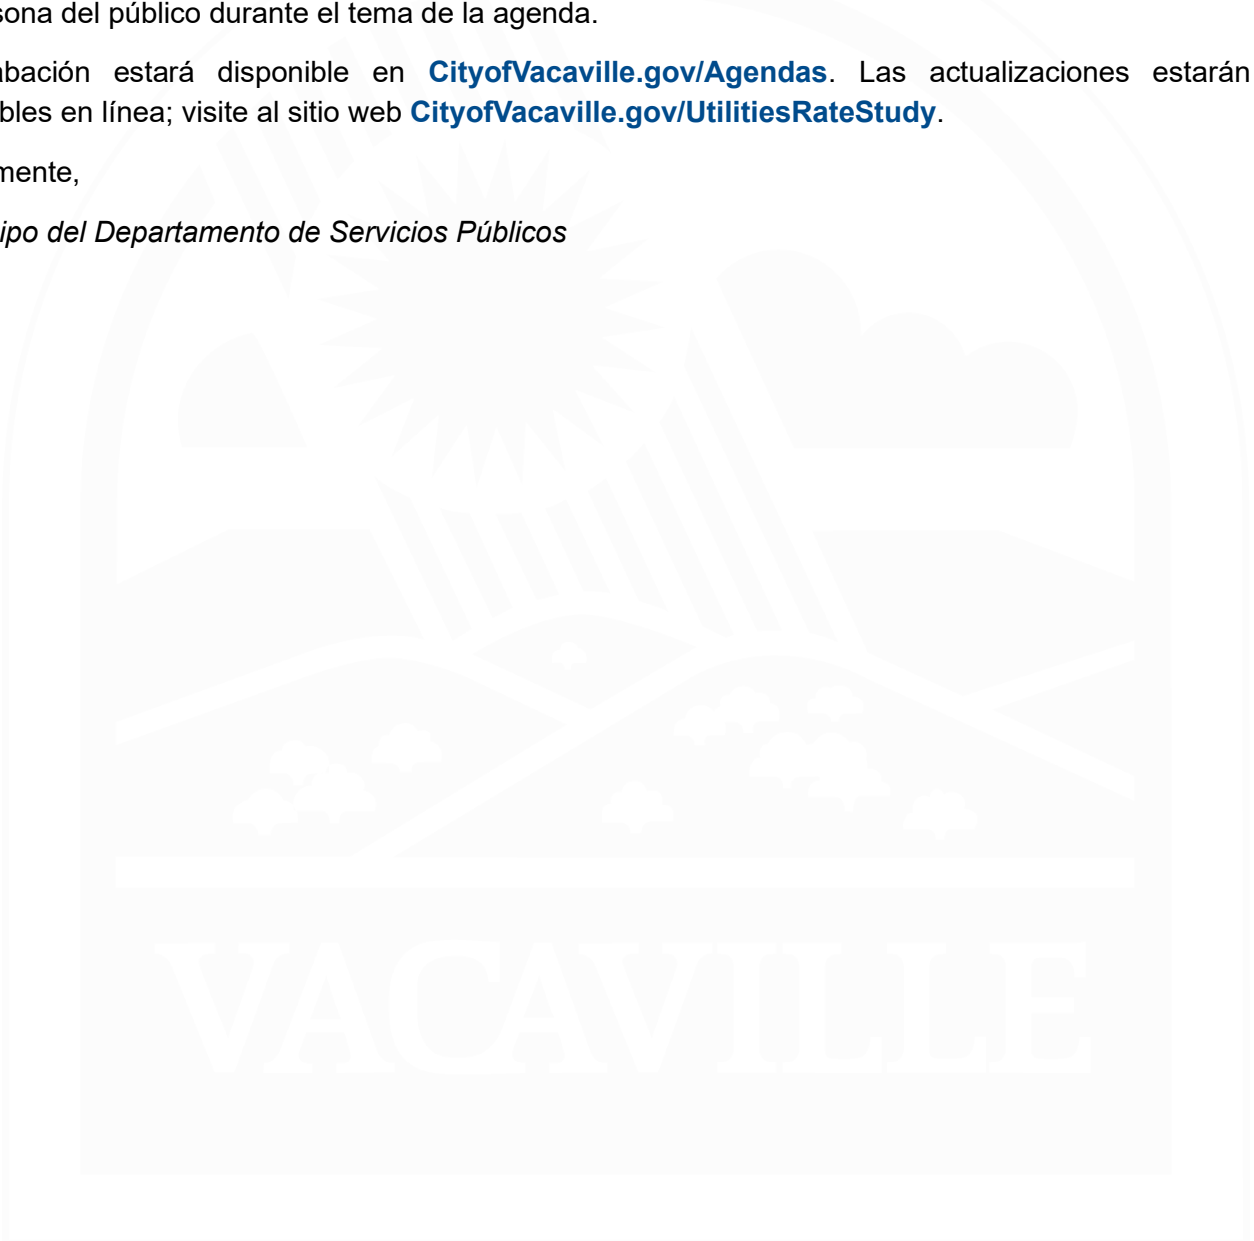 sona del público durante el tema de la agenda.
abación estará disponible en CityofVacaville.gov/Agendas. Las actualizaciones estarán
bles en línea; visite al sitio web CityofVacaville.gov/UtilitiesRateStudy.
mente,
ipo del Departamento de Servicios Públicos
VACAVILLE